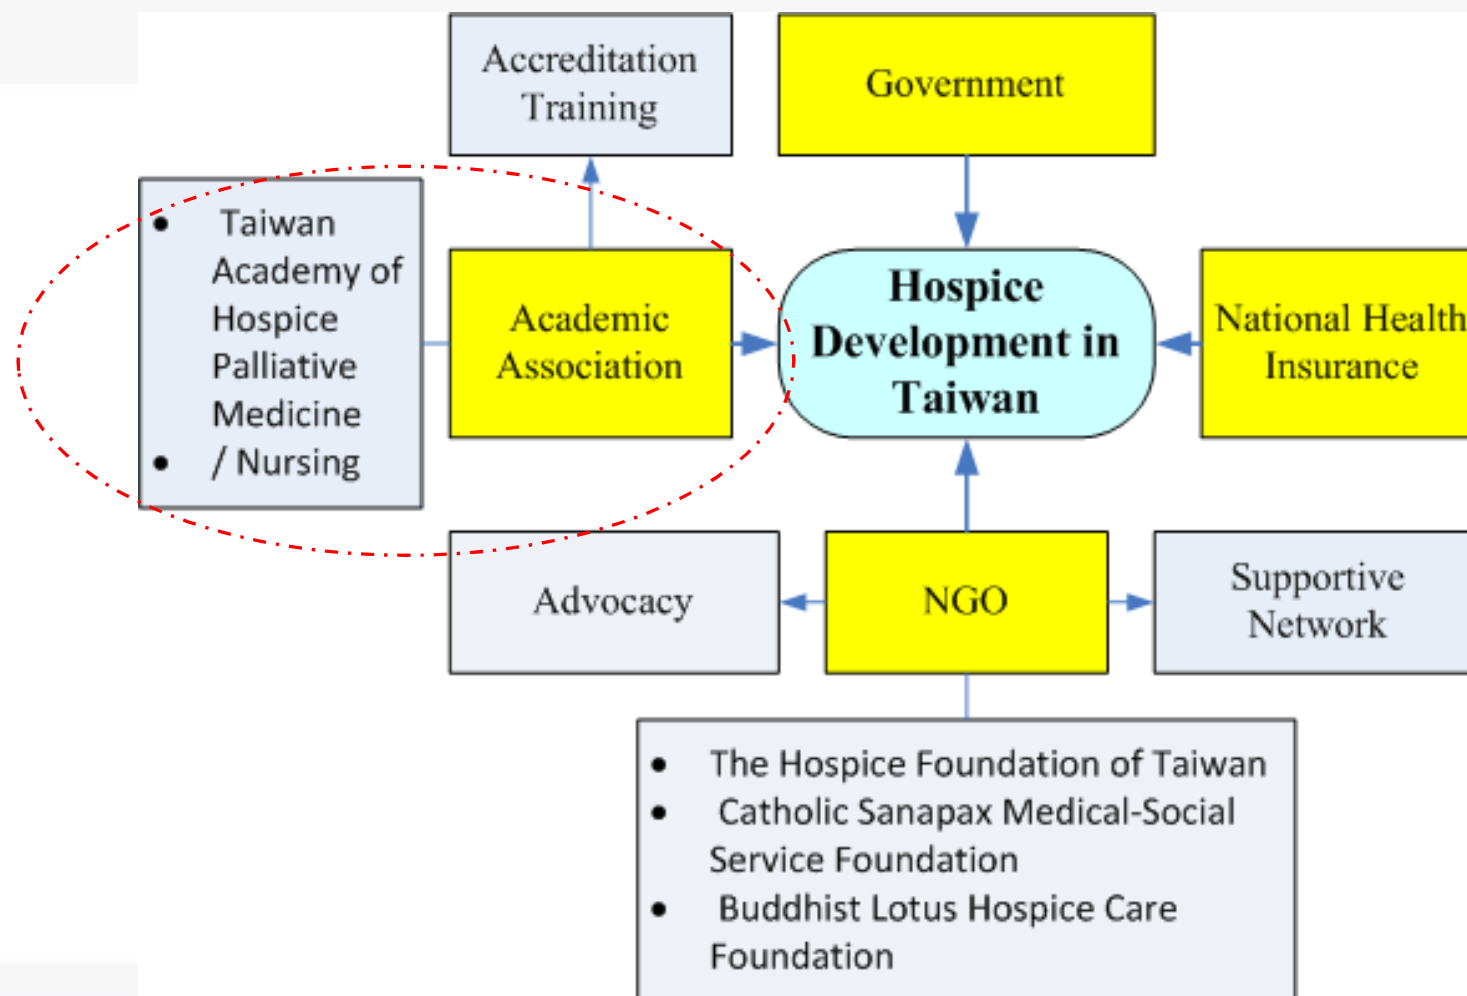 Accreditation
Training
Government
• Taiwan
Academy of
Hospice
Palliative
Medicine
• / Nursing
Academic
Association
Hospice
Development in
Taiwan
National Health
Insurance
Advocacy
NGO
Supportive
Network
• The Hospice Foundation of Taiwan
• Catholic Sanapax Medical-Social
Service Foundation
• Buddhist Lotus Hospice Care
Foundation